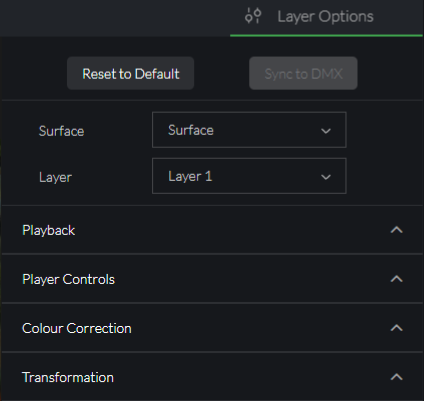 Layer Options
Reset to Default Sync to DMX
Surface Surface
Layer Layer 1
Playback
Player Controls
Colour Correction
Transformation